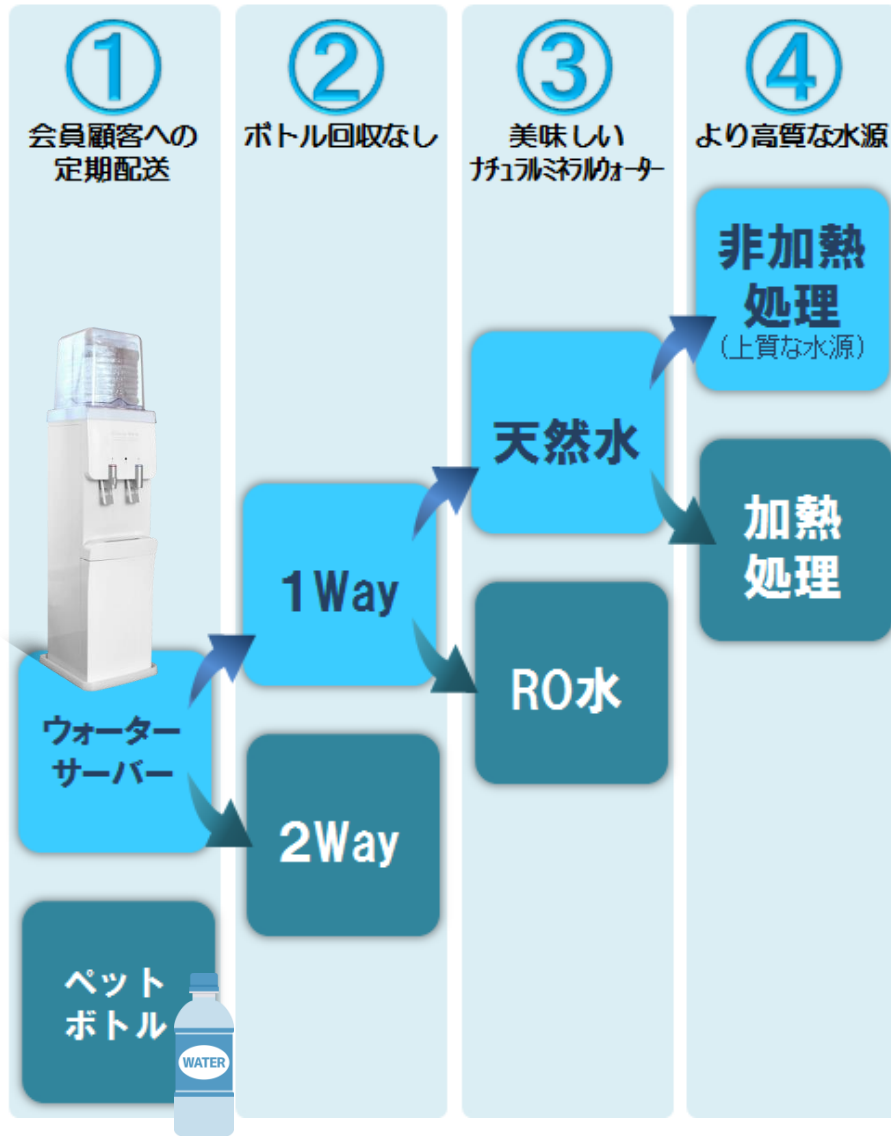 ①
会員顧客への
定期配送
ウォーター
サーバー
ペット
ボトル
WATER
②
ボトル回収なし
1Way
2Way
③
美味しい
ﾅﾁｭﾗﾙﾐﾈﾗﾙｳｫｰﾀｰ
天然水
RO水
④
より高質な水源
非加熱
処理
(上質な水源)
加熱
処理